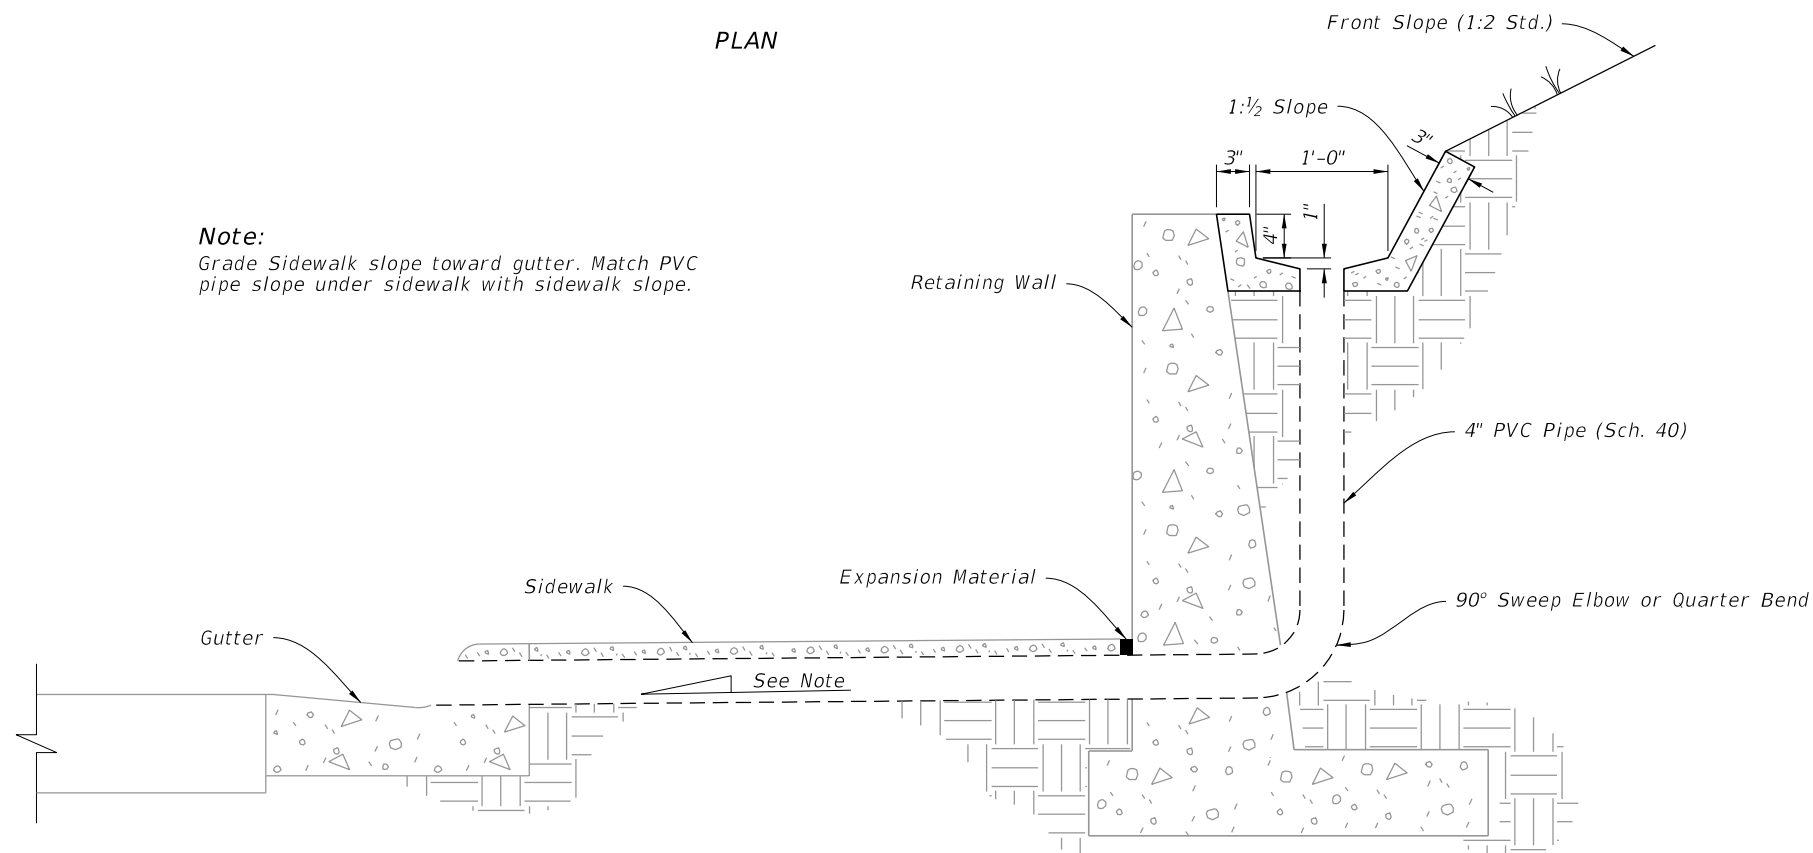 PLAN
Front Slope (1:2 Std.)
1:½ Slope
3"
3"
1'-0"
1"
4"
Note:
Grade Sidewalk slope toward gutter. Match PVC
pipe slope under sidewalk with sidewalk slope.
Retaining Wall
4" PVC Pipe (Sch. 40)
Expansion Material
Sidewalk
90° Sweep Elbow or Quarter Bend
Gutter
See Note